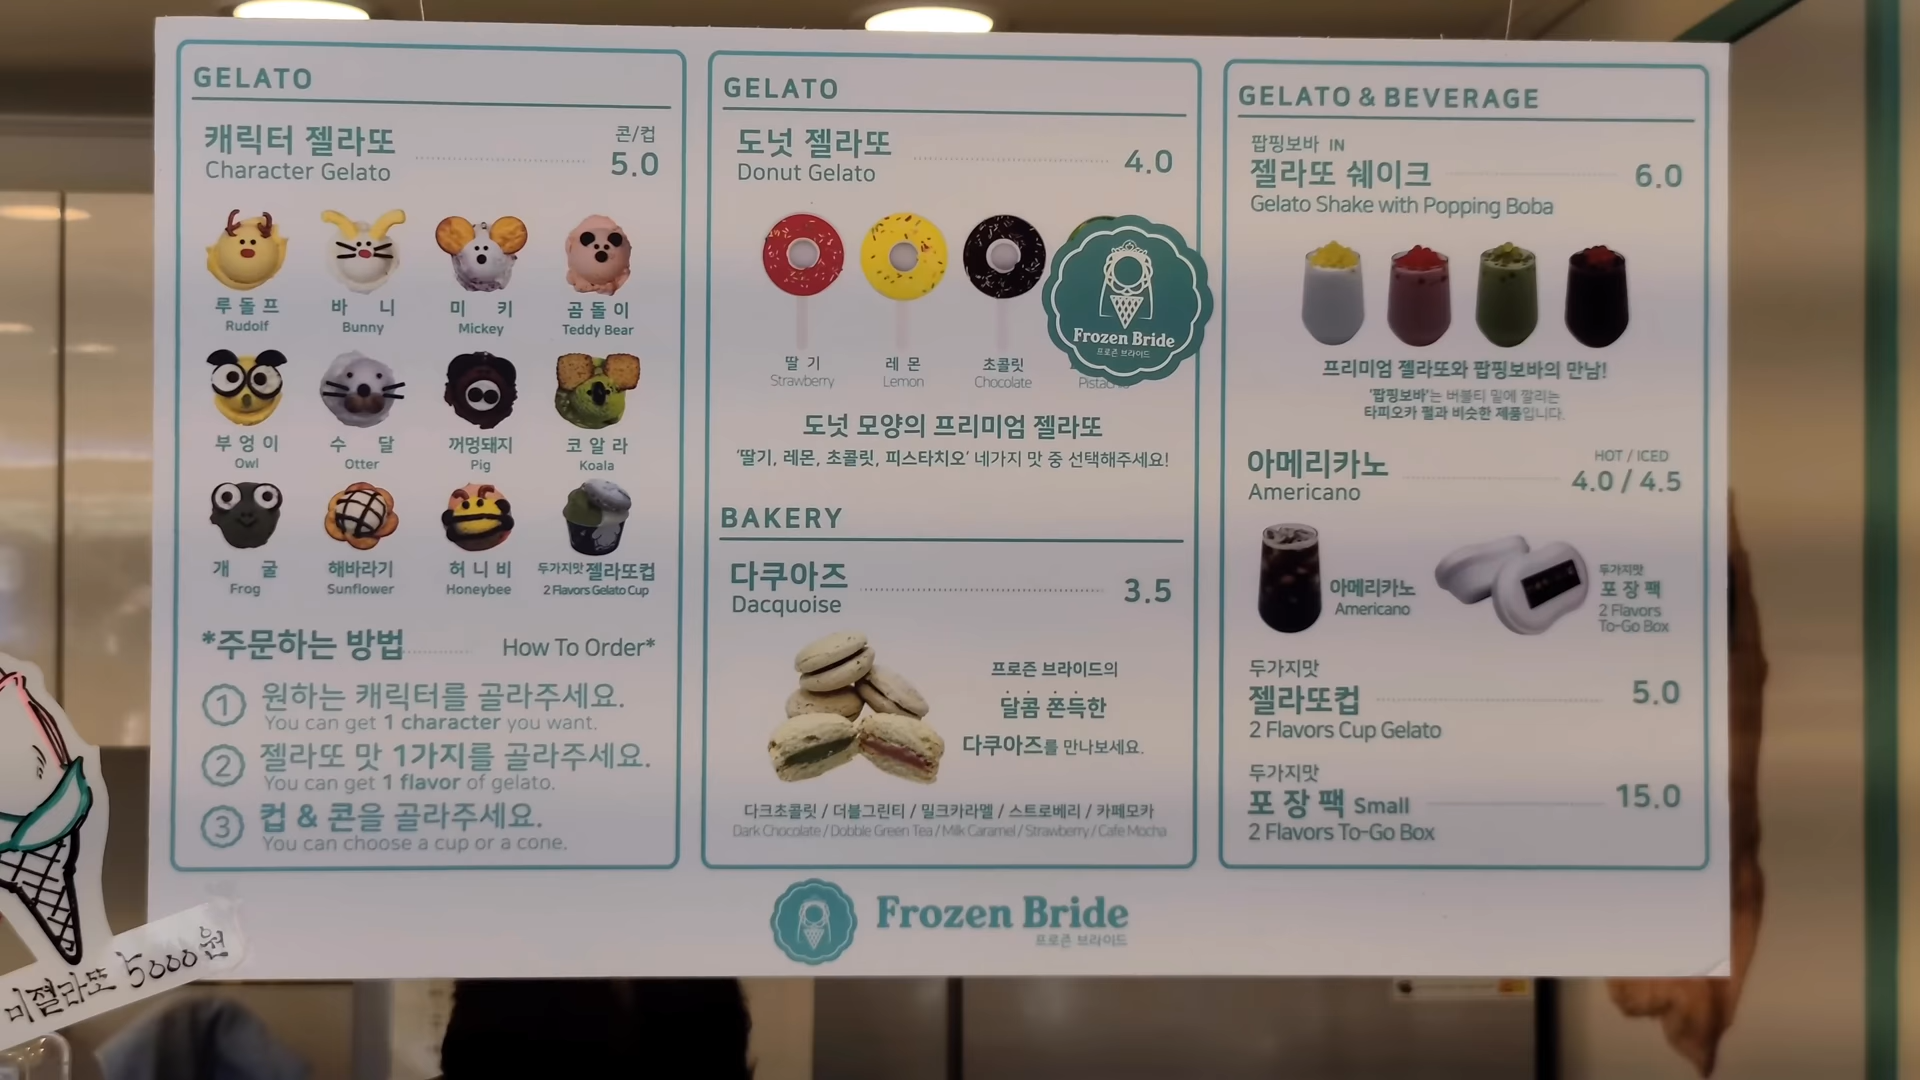 GELATO
캐릭터 젤라또
콘/컵
Character Gelato
5.0
루돌프
Rudolf
바니
Bunny
미키
Mickey
곰돌이
Teddy Bear
부엉이
Owl
수달
Otter
꺼멍돼지
Pig
코알라
Koala
개굴
Frog
해바라기
Sunflower
허니비
Honeybee
두가지맛 젤라또컵
2 Flavors Gelato Cup
*주문하는 방법
How To Order*
1 원하는 캐릭터를 골라주세요.
You can get 1 character you want.
2 젤라또 맛 1가지를 골라주세요.
You can get 1 flavor of gelato.
3 컵 & 콘을 골라주세요.
You can choose a cup or a cone.
GELATO
도넛 젤라또
Donut Gelato
4.0
딸기
Strawberry
레몬
Lemon
초콜릿
Chocolate
Frozen Bride
프로즌 브라이드
도넛 모양의 프리미엄 젤라또
'딸기, 레몬, 초콜릿, 피스타치오' 네가지 맛 중 선택해주세요!
BAKERY
다쿠아즈
Dacquoise
3.5
프로즌 브라이드의
달콤 쫀득한
다쿠아즈를 만나보세요.
다크초콜릿 / 더블그린티 / 밀크카라멜 / 스트로베리 / 카페모카
Dark Chocolate / Dobble Green Tea / Milk Caramel / Strawberry / Cafe Mocha
GELATO & BEVERAGE
팝핑보바 IN
젤라또 쉐이크
6.0
Gelato Shake with Popping Boba
프리미엄 젤라또와 팝핑보바의 만남!
'팝핑보바'는 버블티 밑에 깔리는
타피오카 펄과 비슷한 제품입니다.
아메리카노
Americano
HOT / ICED
4.0 / 4.5
아메리카노
Americano
두가지맛
포장팩
2 Flavors
To-Go Box
두가지맛
젤라또컵
5.0
2 Flavors Cup Gelato
두가지맛
포장팩 Small
15.0
2 Flavors To-Go Box
Frozen Bride
프로즌 브라이드
미젤라또 5000원